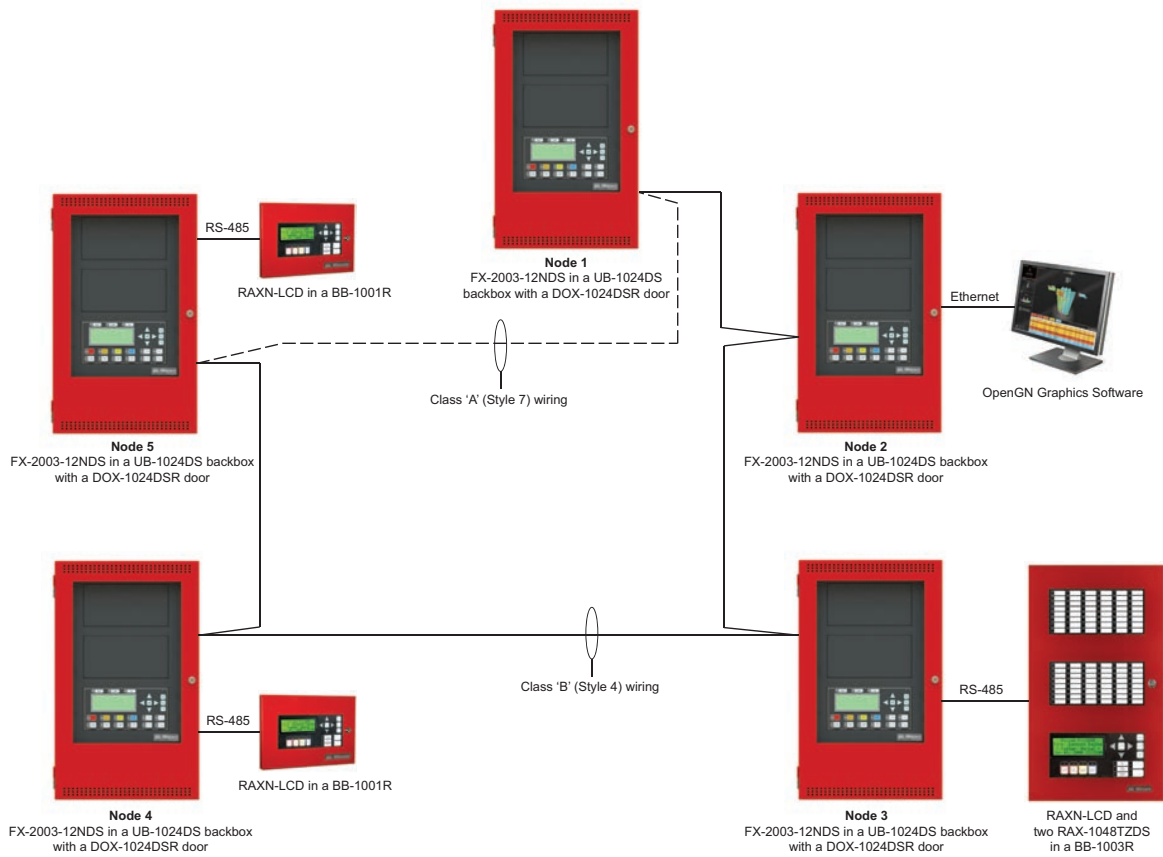 Node 1
FX-2003-12NDS in a UB-1024DS
backbox with a DOX-1024DSR door
RS-485
RAXN-LCD in a BB-1001R
Node 5
FX-2003-12NDS in a UB-1024DS backbox
with a DOX-1024DSR door
Class ‘A’ (Style 7) wiring
Ethernet
OpenGN Graphics Software
Node 2
FX-2003-12NDS in a UB-1024DS backbox
with a DOX-1024DSR door
Class ‘B’ (Style 4) wiring
RS-485
RAXN-LCD in a BB-1001R
Node 4
FX-2003-12NDS in a UB-1024DS backbox
with a DOX-1024DSR door
RS-485
Node 3
FX-2003-12NDS in a UB-1024DS backbox
with a DOX-1024DSR door
RAXN-LCD and
two RAX-1048TZDS
in a BB-1003R